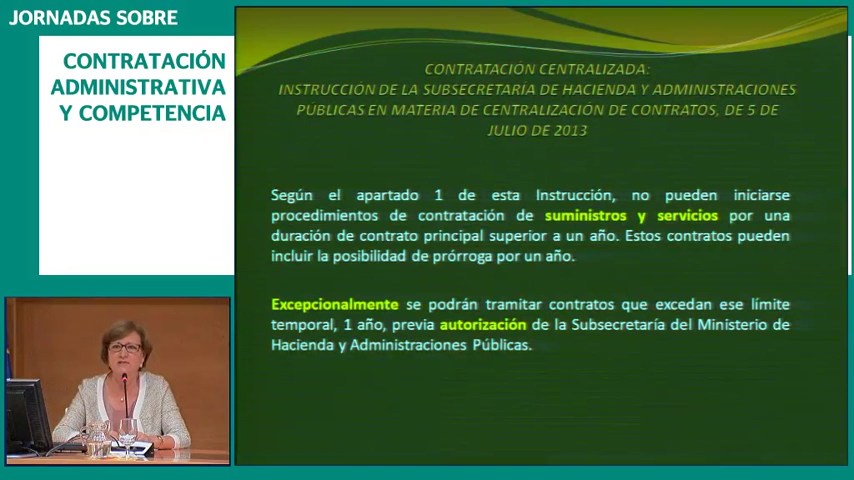 JORNADAS SOBRE
CONTRATACIÓN
ADMINISTRATIVA
Y COMPETENCIA
CONTRATACIÓN CENTRALIZADA:
INSTRUCCIÓN DE LA SUBSECRETARÍA DE HACIENDA Y ADMINISTRACIONES
PÚBLICAS EN MATERIA DE CENTRALIZACIÓN DE CONTRATOS, DE 5 DE
JULIO DE 2013
Según el apartado 1 de esta Instrucción, no pueden iniciarse
procedimientos de contratación de suministros y servicios por una
duración de contrato principal superior a un año. Estos contratos pueden
incluir la posibilidad de prórroga por un año.
Excepcionalmente se podrán tramitar contratos que excedan ese límite
temporal, 1 año, previa autorización de la Subsecretaría del Ministerio de
Hacienda y Administraciones Públicas.